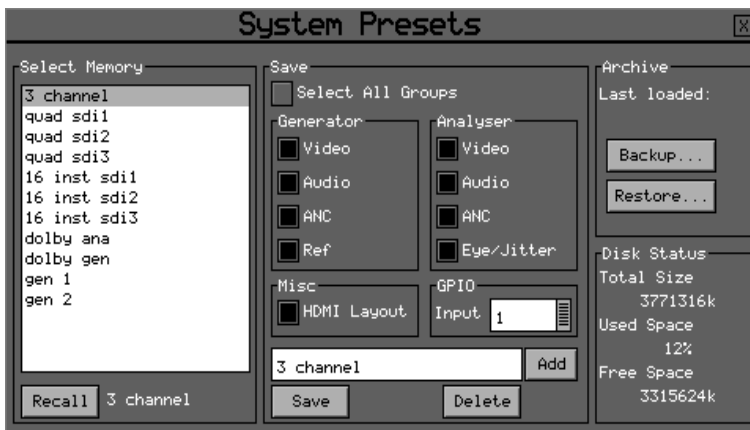 System Presets
X
Select Memory
3 channel
quad sdi1
quad sdi2
quad sdi3
16 inst sdi1
16 inst sdi2
16 inst sdi3
dolby ana
dolby gen
gen 1
gen 2
Recall 3 channel
Save
Select All Groups
Generator
Video
Audio
ANC
Ref
Analyser
Video
Audio
ANC
Eye/Jitter
Misc
HDMI Layout
GPIO
Input 1
3 channel Add
Save Delete
Archive
Last loaded:
Backup...
Restore...
Disk Status
Total Size
3771316k
Used Space
12%
Free Space
3315624k